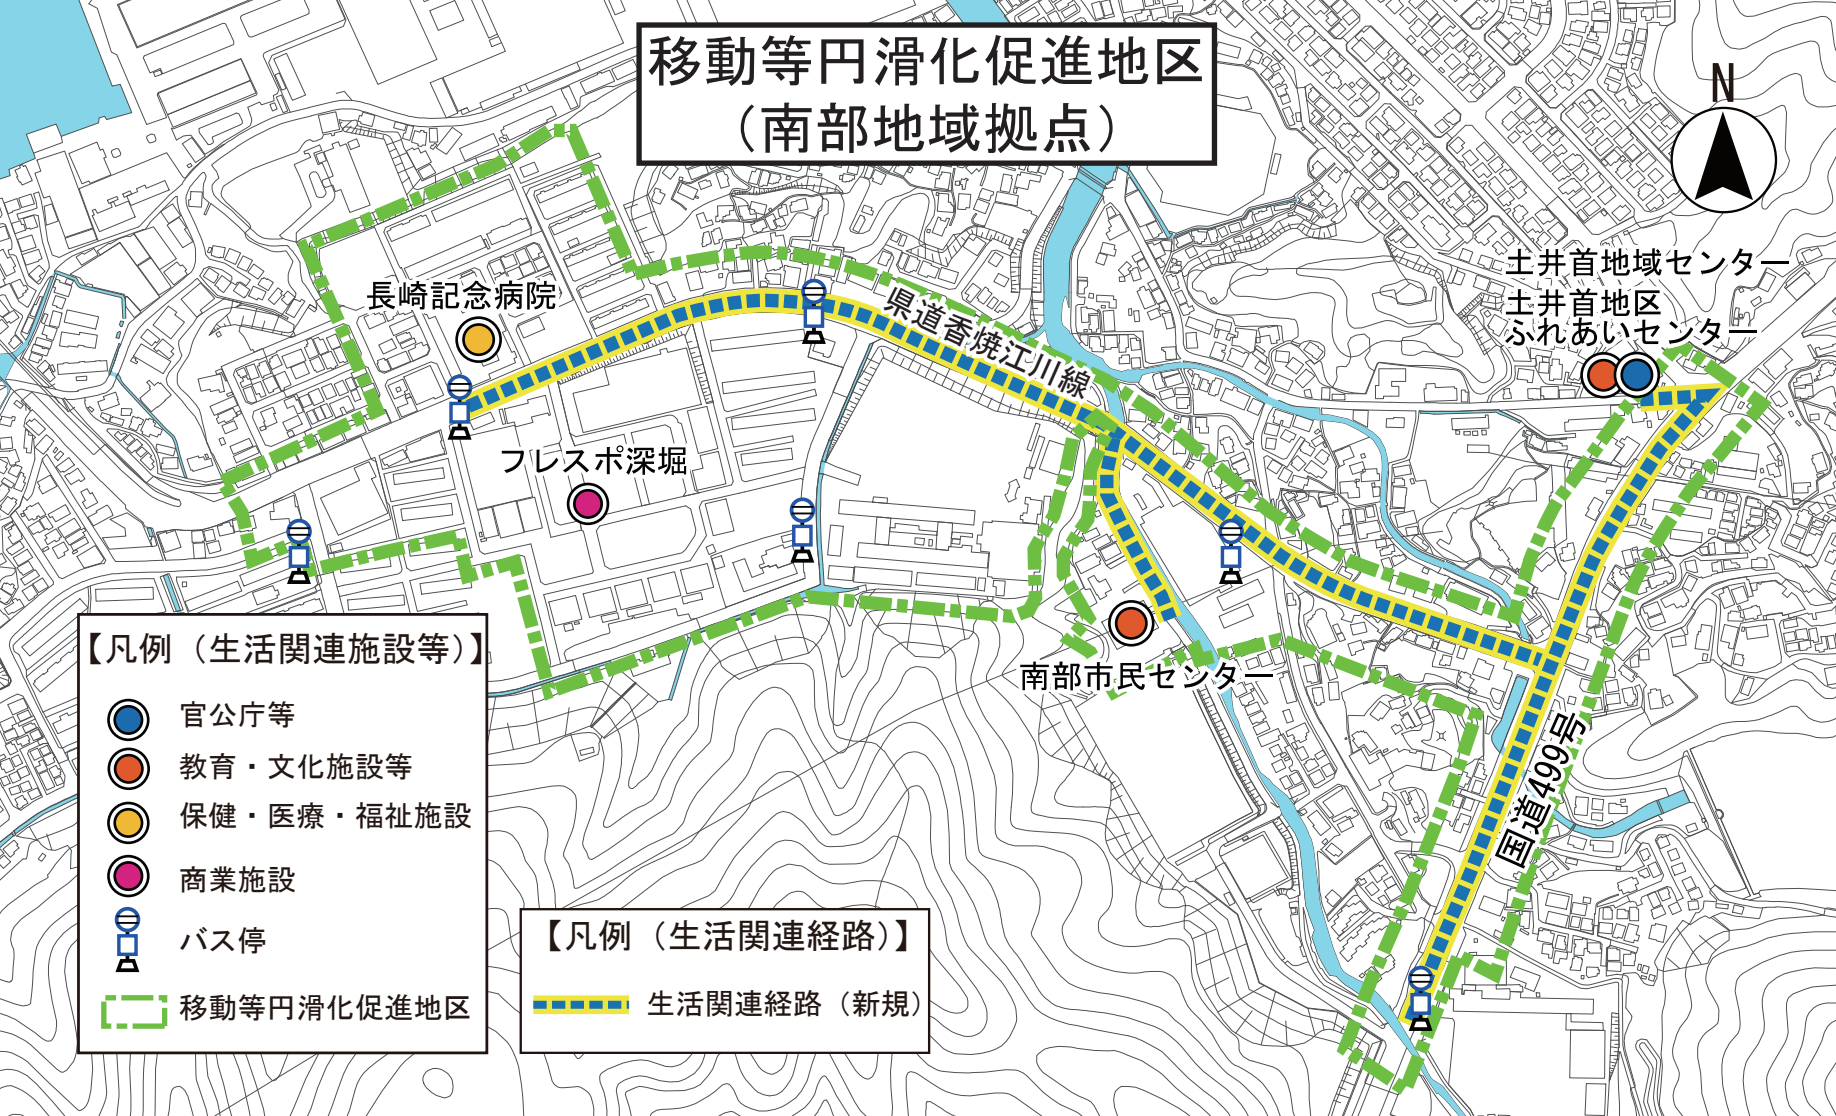 移動等円滑化促進地区
（南部地域拠点）
N
土井首地域センター
土井首地区
ふれあいセンター
長崎記念病院
県道香焼江川線
フレスポ深堀
南部市民センター
国道499号
【凡例（生活関連施設等）】
官公庁等
教育・文化施設等
保健・医療・福祉施設
商業施設
バス停
移動等円滑化促進地区
【凡例（生活関連経路）】
生活関連経路（新規）